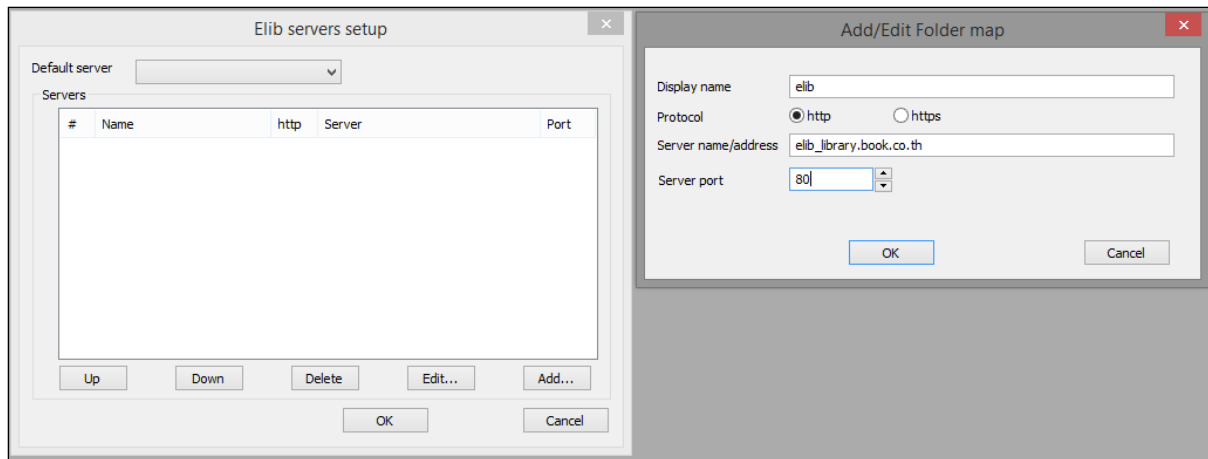 Elib servers setup
Default server
Servers
# Name http Server Port
Up Down Delete Edit... Add...
OK Cancel
Add/Edit Folder map
Display name elib
Protocol http https
Server name/address elib_library.book.co.th
Server port 80
OK Cancel